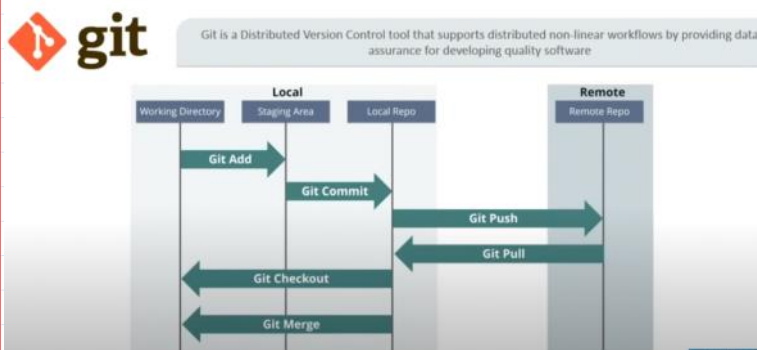 git
Git is a Distributed Version Control tool that supports distributed non-linear workflows by providing data
assurance for developing quality software
Local
Remote
Working Directory
Staging Area
Local Repo
Remote Repo
Git Add
Git Commit
Git Push
Git Pull
Git Checkout
Git Merge